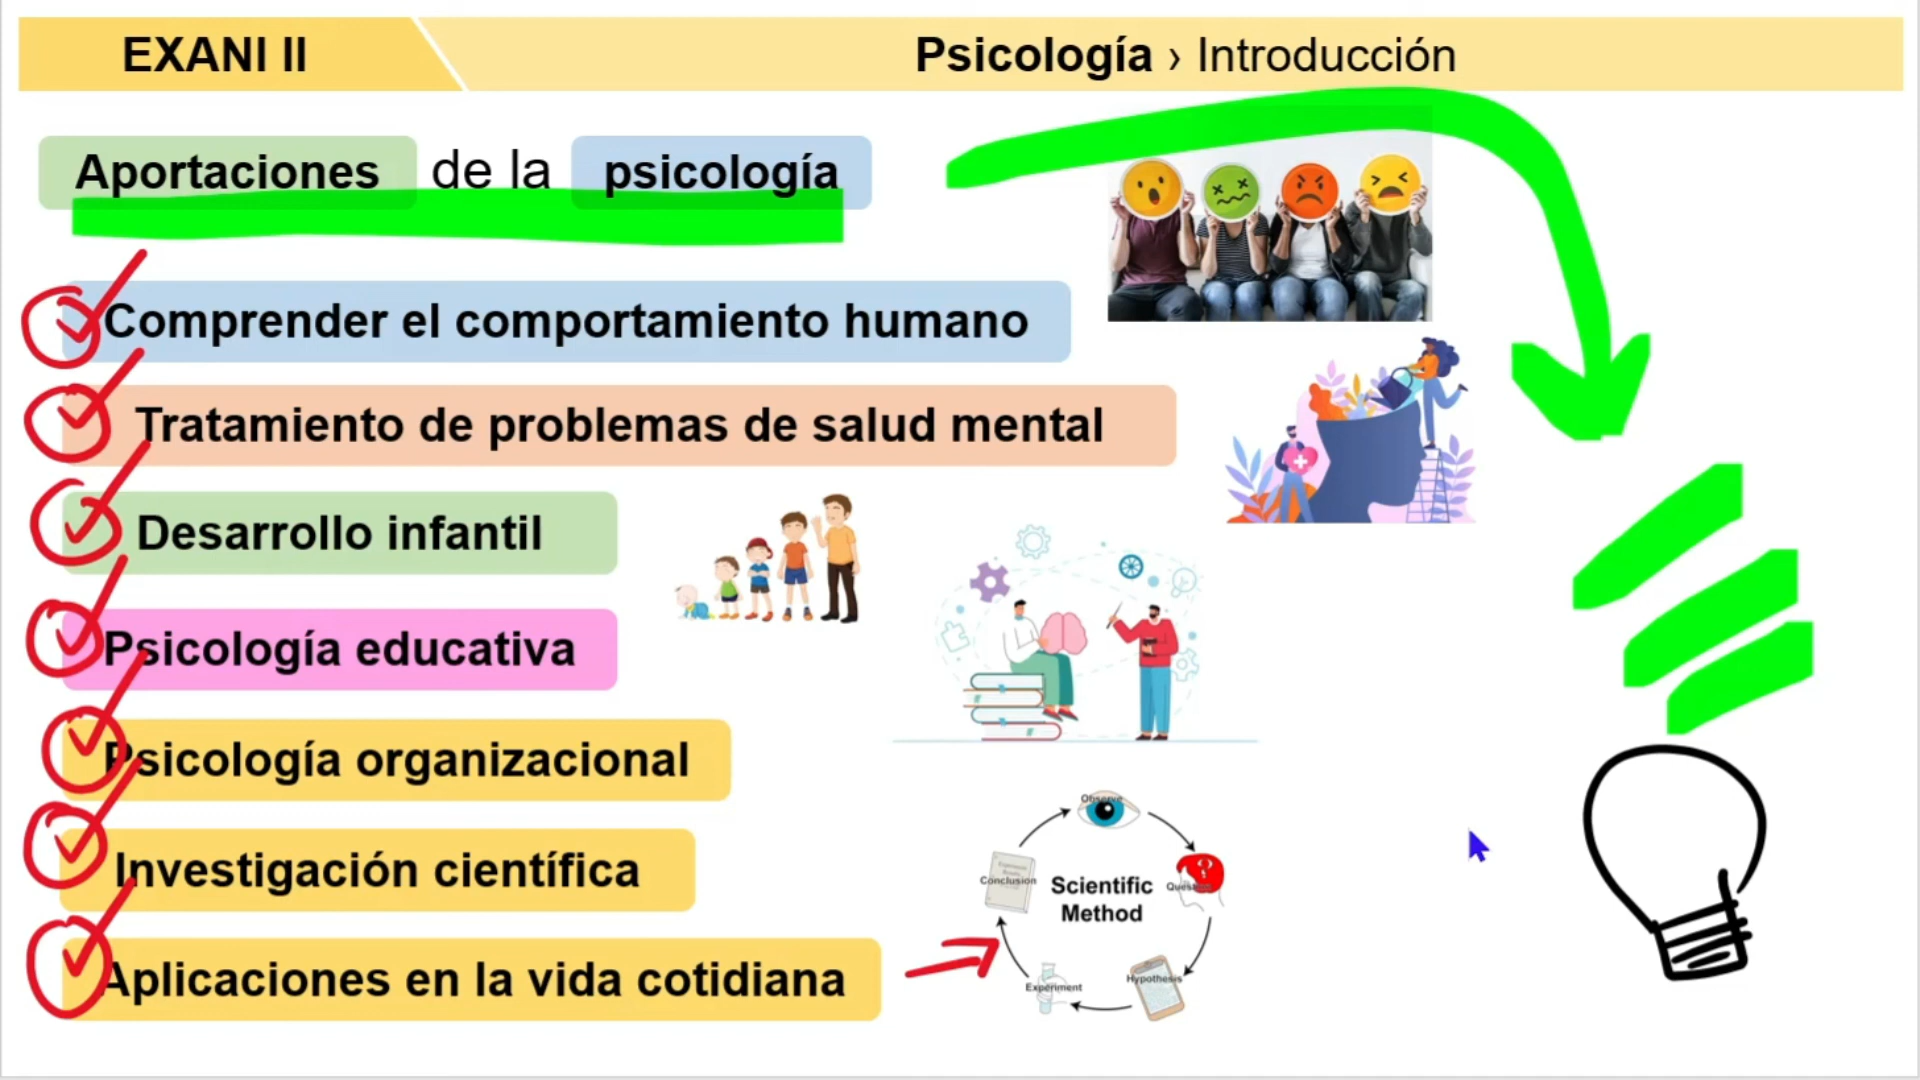 EXANI II
Psicología › Introducción
Aportaciones de la psicología
Comprender el comportamiento humano
Tratamiento de problemas de salud mental
Desarrollo infantil
Psicología educativa
Psicología organizacional
Investigación científica
Aplicaciones en la vida cotidiana
Observe
Question
Hypothesis
Experiment
Conclusion
Scientific
Method